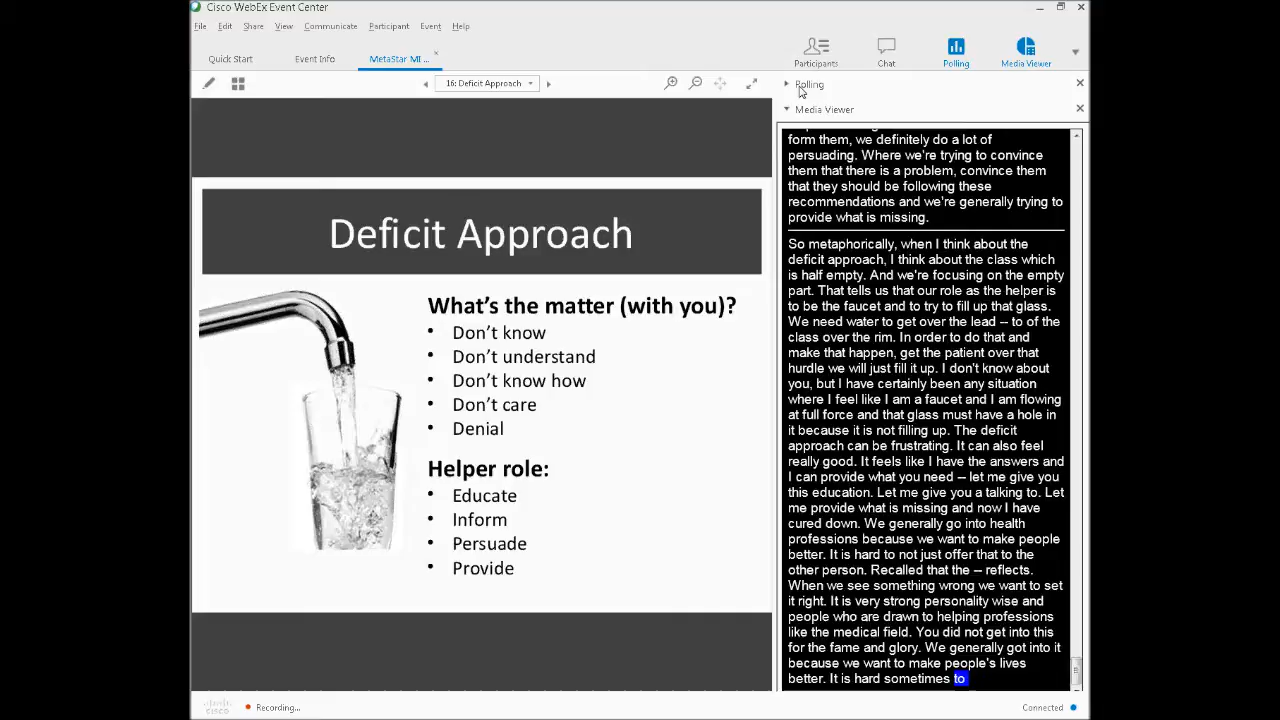 Cisco WebEx Event Center
File Edit Share View Communicate Participant Event Help
Quick Start Event Info MetaStar MI ...
Participants Chat Polling Media Viewer
16: Deficit Approach
Polling
Media Viewer
form them, we definitely do a lot of
persuading. Where we're trying to convince
them that there is a problem, convince them
that they should be following these
recommendations and we're generally trying to
provide what is missing.
So metaphorically, when I think about the
deficit approach, I think about the class which
is half empty. And we're focusing on the empty
part. That tells us that our role as the helper is
to be the faucet and to try to fill up that glass.
We need water to get over the lead -- to of the
class over the rim. In order to do that and
make that happen, get the patient over that
hurdle we will just fill it up. I don't know about
you, but I have certainly been any situation
where I feel like I am a faucet and I am flowing
at full force and that glass must have a hole in
it because it is not filling up. The deficit
approach can be frustrating. It can also feel
really good. It feels like I have the answers and
I can provide what you need -- let me give you
this education. Let me give you a talking to. Let
me provide what is missing and now I have
cured down. We generally go into health
professions because we want to make people
better. It is hard to not just offer that to the
other person. Recalled that the -- reflects.
When we see something wrong we want to set
it right. It is very strong personality wise and
people who are drawn to helping professions
like the medical field. You did not get into this
for the fame and glory. We generally got into it
because we want to make people's lives
better. It is hard sometimes to
Deficit Approach
What's the matter (with you)?
• Don't know
• Don't understand
• Don't know how
• Don't care
• Denial
Helper role:
• Educate
• Inform
• Persuade
• Provide
cisco
Recording...
Connected